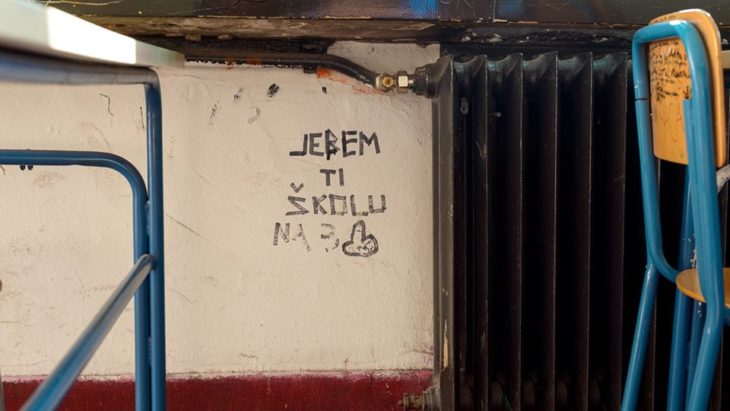 JEBEM
TI
ŠKOLU
NA 3